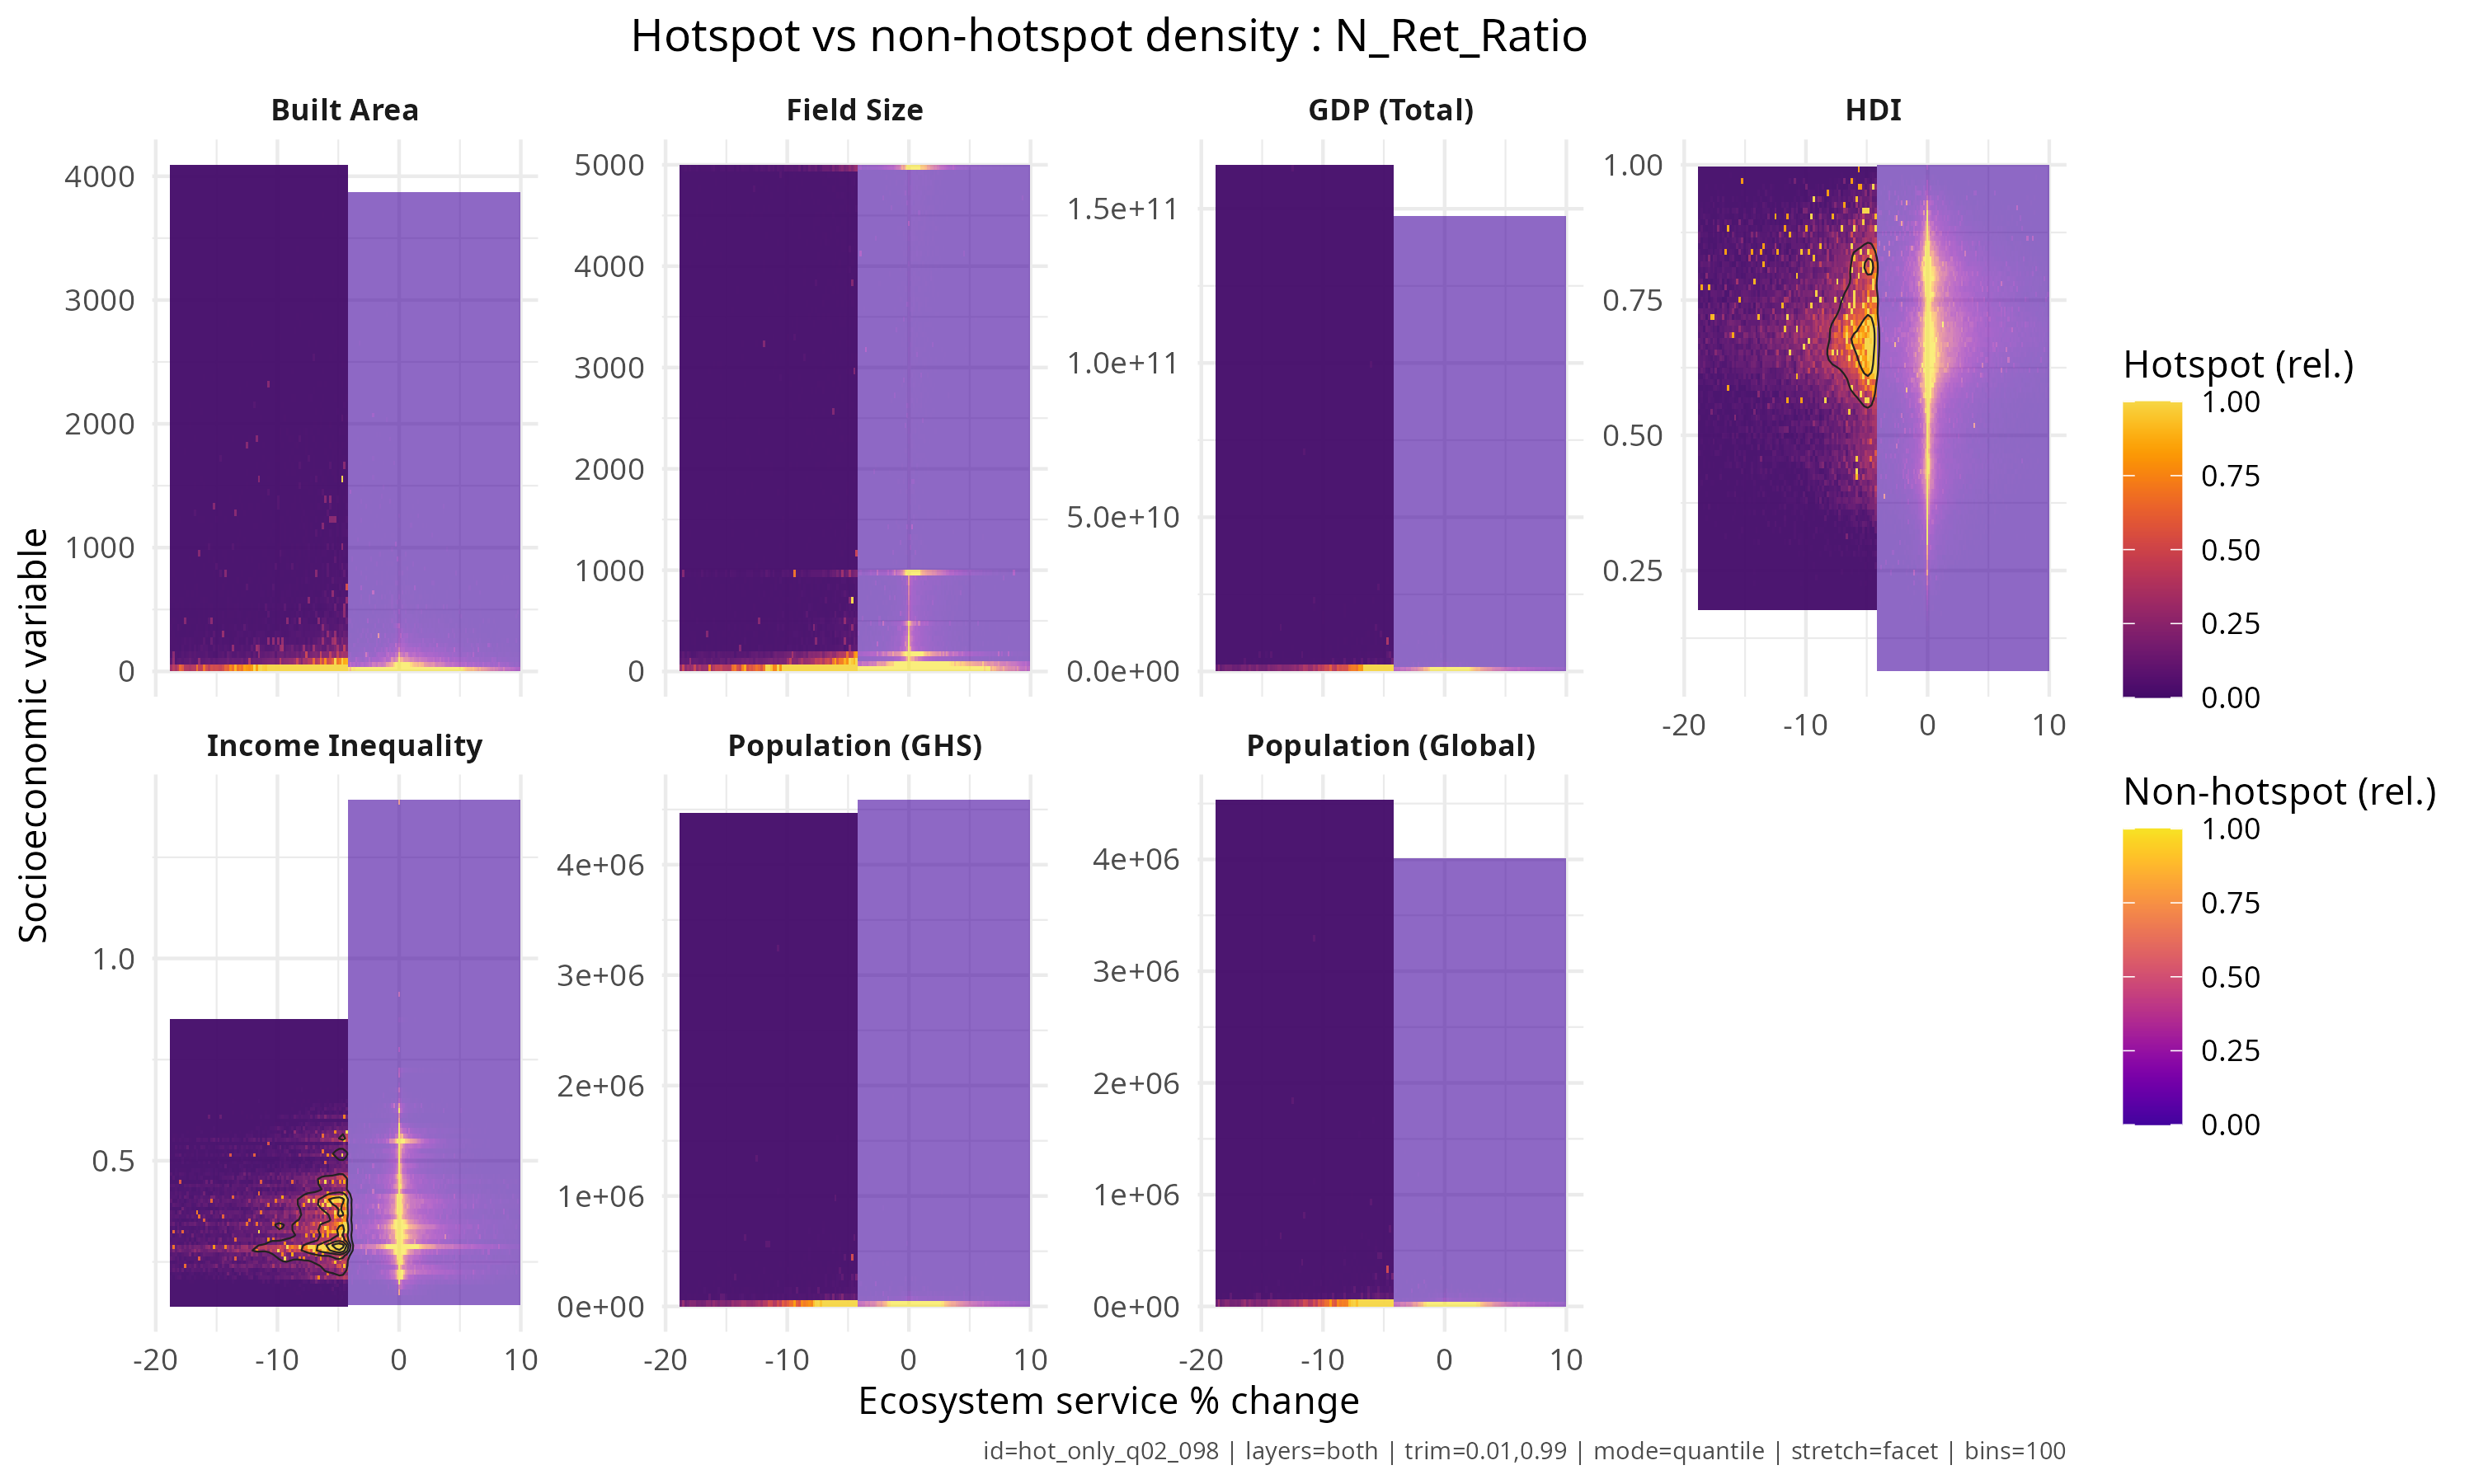 Hotspot vs non-hotspot density : N_Ret_Ratio
Built Area
Field Size
GDP (Total)
HDI
4000
3000
2000
1000
0
5000
4000
3000
2000
1000
0
1.5e+11
1.0e+11
5.0e+10
0.0e+00
1.00
0.75
0.50
0.25
-20
-10
0
10
Income Inequality
Population (GHS)
Population (Global)
1.0
0.5
4e+06
3e+06
2e+06
1e+06
0e+00
4e+06
3e+06
2e+06
1e+06
0e+00
-20
-10
0
10
-20
-10
0
10
-20
-10
0
10
Socioeconomic variable
Ecosystem service % change
Hotspot (rel.)
1.00
0.75
0.50
0.25
0.00
Non-hotspot (rel.)
1.00
0.75
0.50
0.25
0.00
id=hot_only_q02_098 | layers=both | trim=0.01,0.99 | mode=quantile | stretch=facet | bins=100